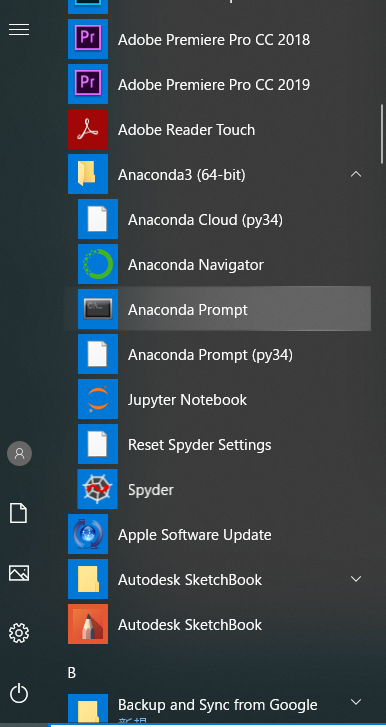 Adobe Premiere Pro CC 2018
Adobe Premiere Pro CC 2019
Adobe Reader Touch
Anaconda3 (64-bit)
Anaconda Cloud (py34)
Anaconda Navigator
Anaconda Prompt
Anaconda Prompt (py34)
Jupyter Notebook
Reset Spyder Settings
Spyder
Apple Software Update
Autodesk SketchBook
Autodesk SketchBook
B
Backup and Sync from Google
新規